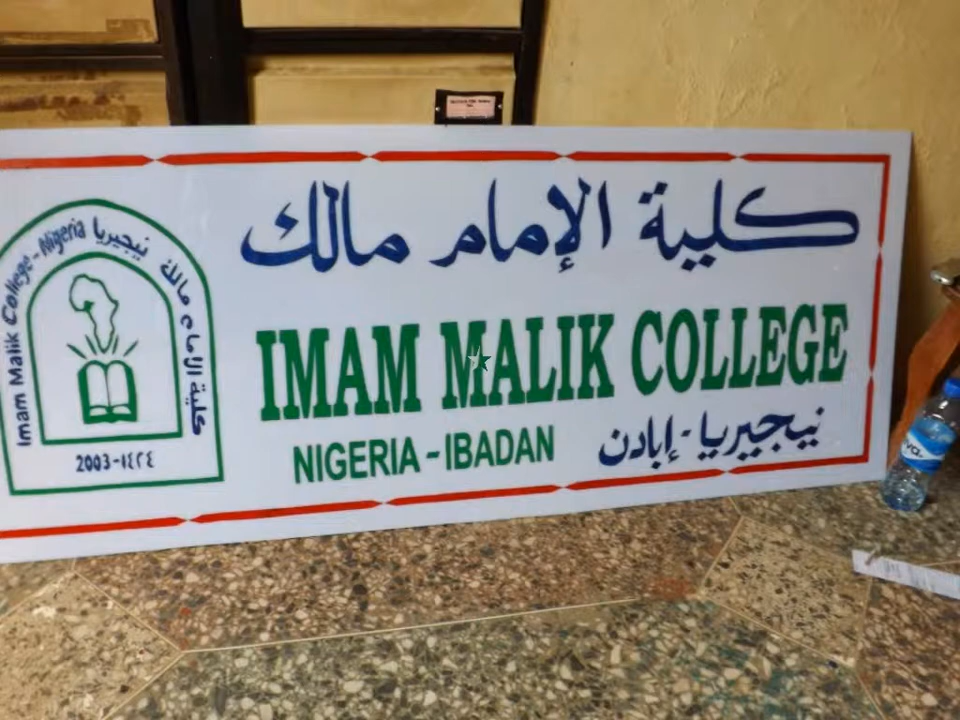 كلية الإمام مالك
IMAM MALIK COLLEGE
NIGERIA - IBADAN نيجيريا - إبادن
Imam Malik College - Nigeria كلية الإمام مالك نيجيريا
2003 - ١٤٢٤